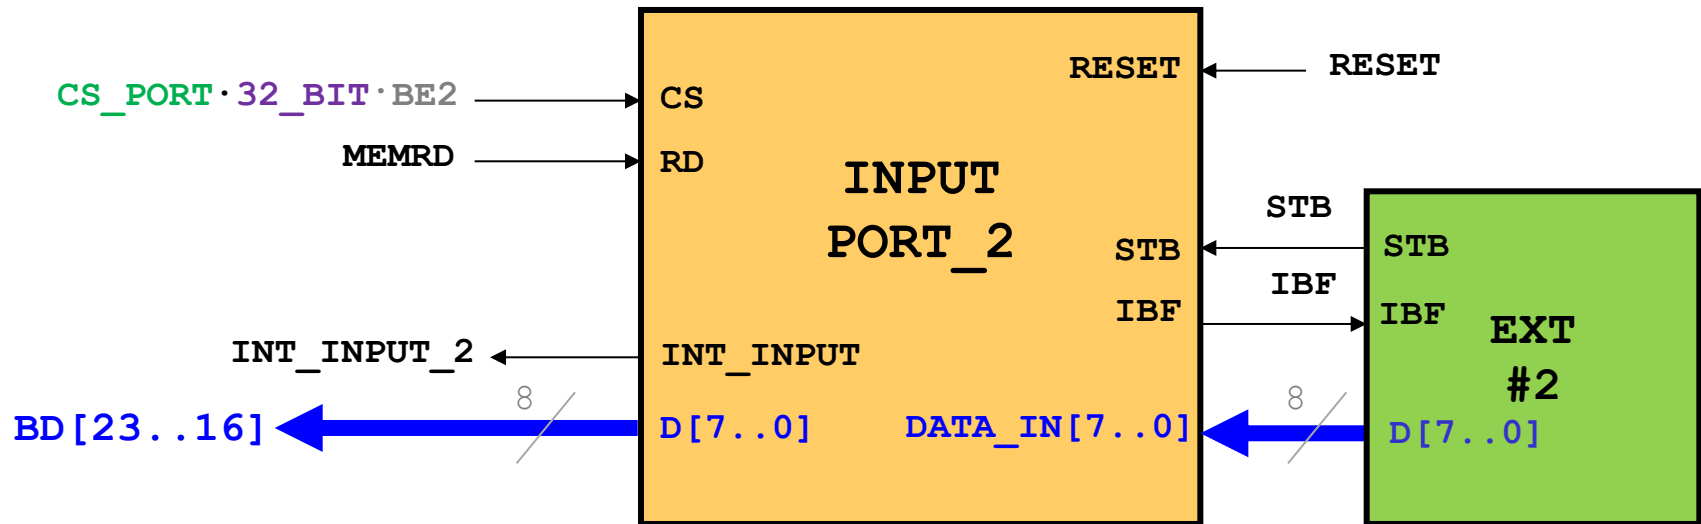 CS_PORT·32_BIT·BE2
CS
RESET
RESET
MEMRD
RD
INPUT
PORT_2
STB
STB
STB
IBF
IBF
IBF
EXT
#2
INT_INPUT_2
INT_INPUT
8
8
BD[23..16]
D[7..0]
DATA_IN[7..0]
D[7..0]